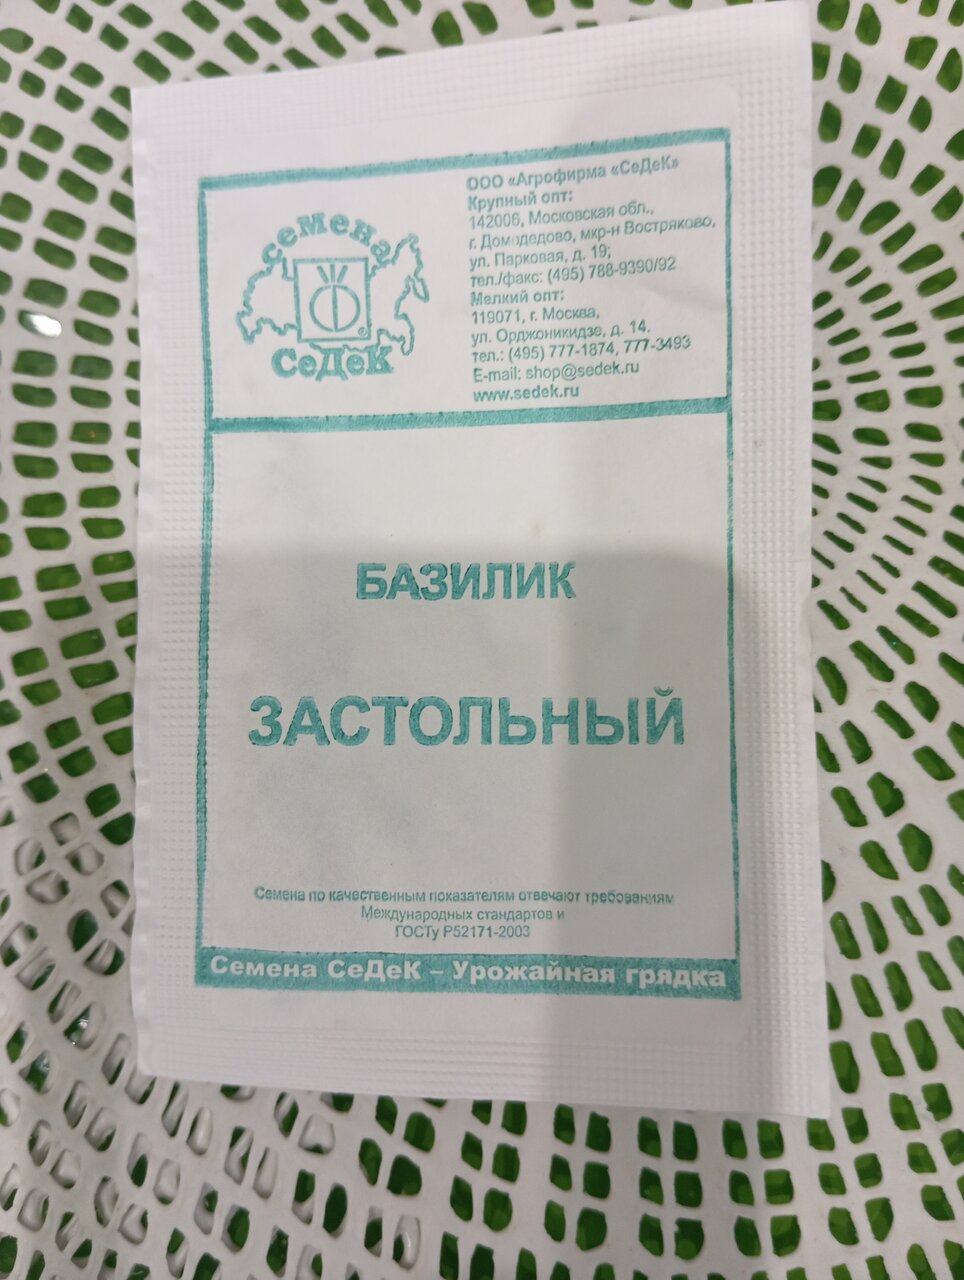 семена
СеДеК
ООО «Агрофирма «СеДеК»
Крупный опт:
142006, Московская обл.,
г. Домодедово, мкр-н Востряково,
ул. Парковая, д. 19;
тел./факс: (495) 788-9390/92
Мелкий опт:
119071, г. Москва,
ул. Орджоникидзе, д. 14.
тел.: (495) 777-1874, 777-3493
E-mail: shop@sedek.ru
www.sedek.ru
БАЗИЛИК
ЗАСТОЛЬНЫЙ
Семена по качественным показателям отвечают требованиям
Международных стандартов и
ГОСТу Р52171-2003
Семена СеДеК – Урожайная грядка